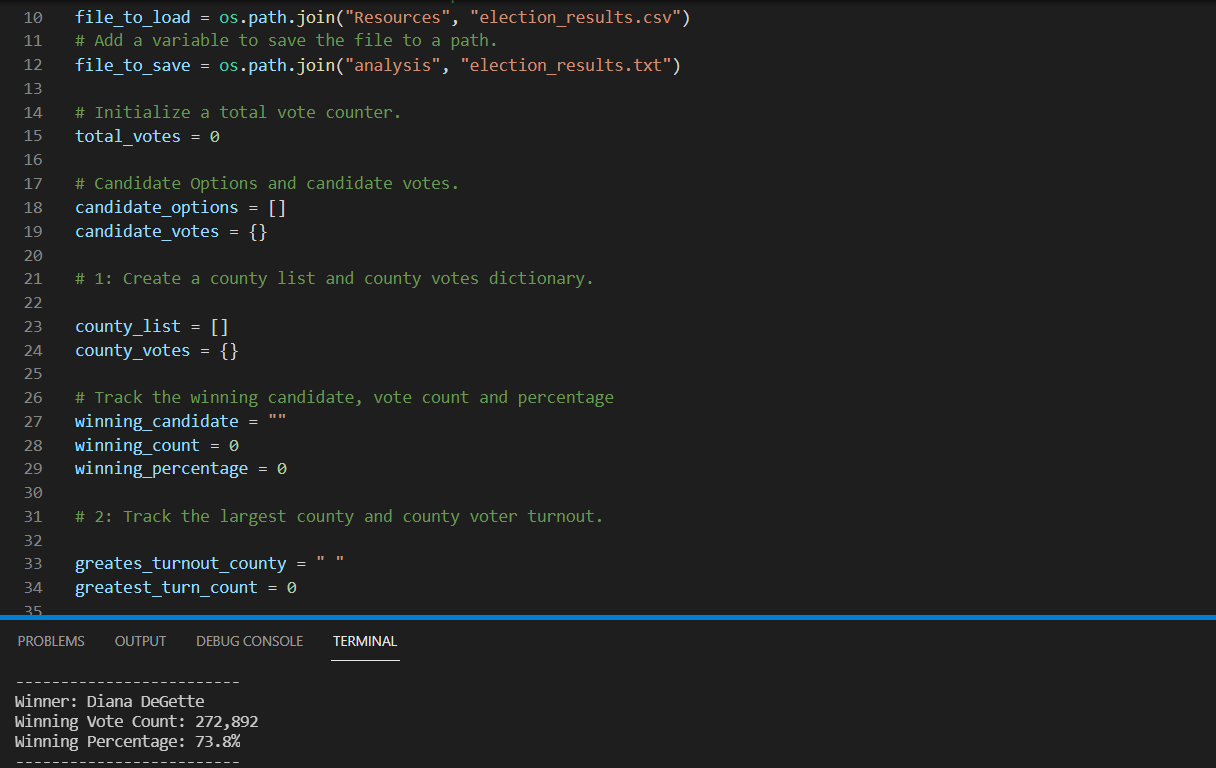 10 file_to_load = os.path.join("Resources", "election_results.csv")
11 # Add a variable to save the file to a path.
12 file_to_save = os.path.join("analysis", "election_results.txt")
13
14 # Initialize a total vote counter.
15 total_votes = 0
16
17 # Candidate Options and candidate votes.
18 candidate_options = []
19 candidate_votes = {}
20
21 # 1: Create a county list and county votes dictionary.
22
23 county_list = []
24 county_votes = {}
25
26 # Track the winning candidate, vote count and percentage
27 winning_candidate = ""
28 winning_count = 0
29 winning_percentage = 0
30
31 # 2: Track the largest county and county voter turnout.
32
33 greates_turnout_county = " "
34 greatest_turn_count = 0
35
PROBLEMS OUTPUT DEBUG CONSOLE TERMINAL
-------------------------
Winner: Diana DeGette
Winning Vote Count: 272,892
Winning Percentage: 73.8%
-------------------------